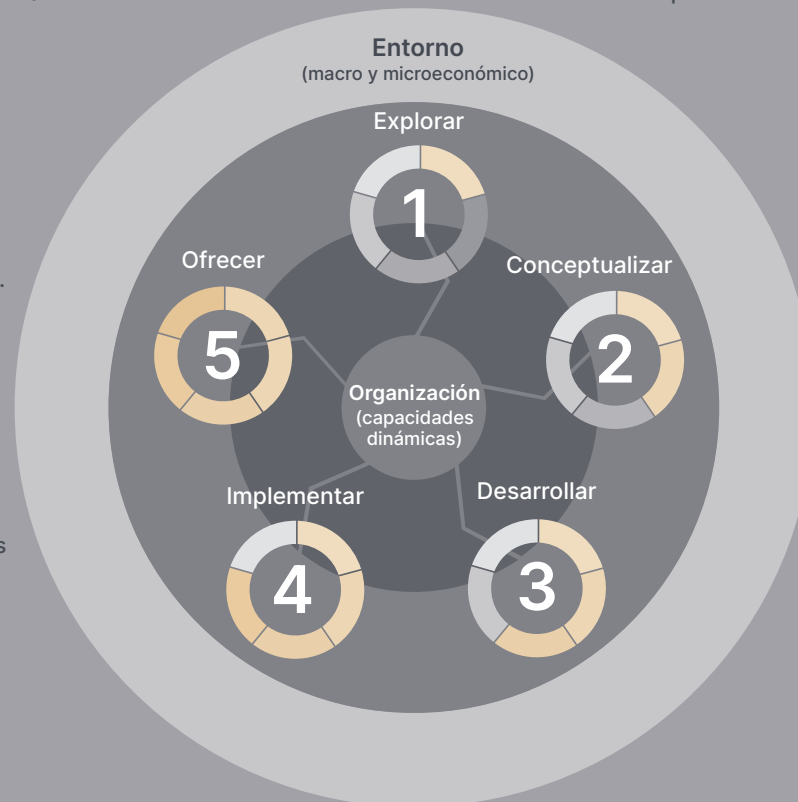 Entorno
(macro y microeconómico)
Explorar
1
Conceptualizar
2
Ofrecer
5
Organización
(capacidades
dinámicas)
Desarrollar
3
Implementar
4